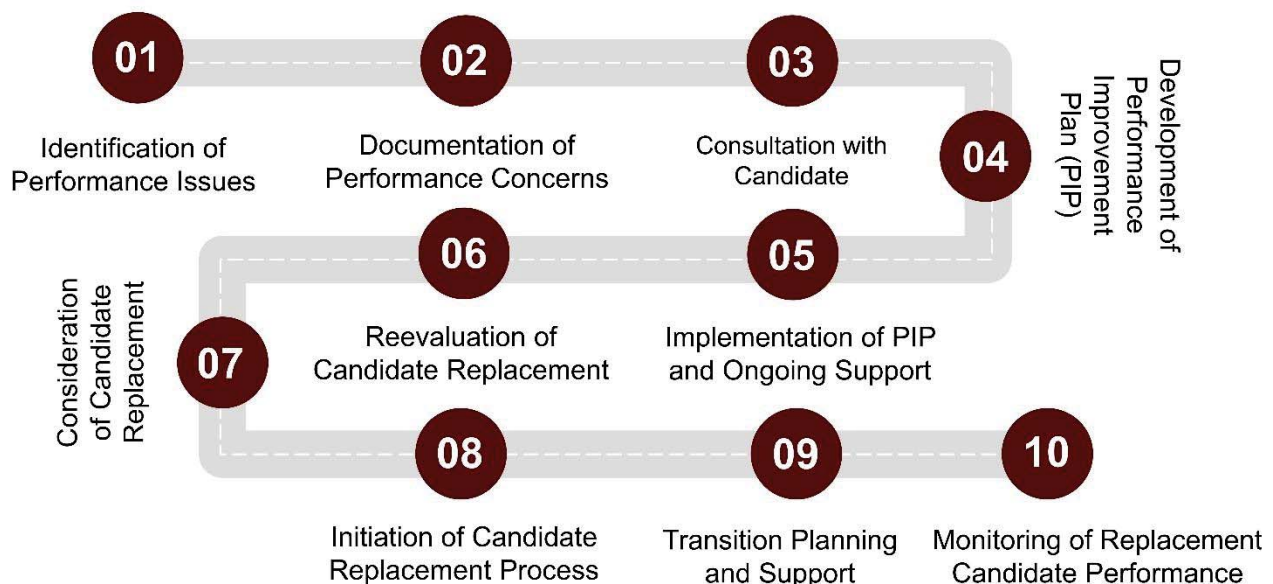 01
Identification of
Performance Issues
02
Documentation of
Performance Concerns
03
Consultation with
Candidate
04
Development of
Performance
Improvement
Plan (PIP)
05
Implementation of PIP
and Ongoing Support
06
Reevaluation of
Candidate Replacement
07
Consideration
of Candidate
Replacement
08
Initiation of Candidate
Replacement Process
09
Transition Planning
and Support
10
Monitoring of Replacement
Candidate Performance